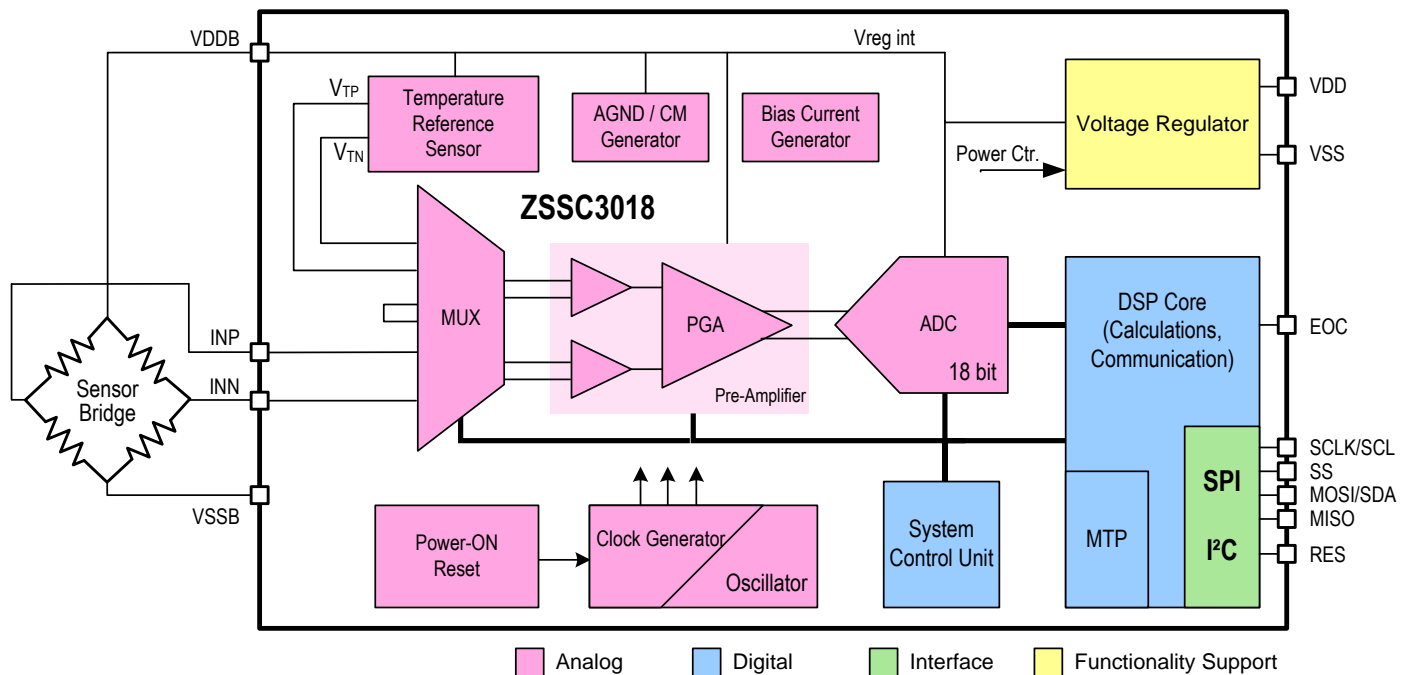 VDDB
Vreg int
VTP
Temperature
Reference
Sensor
VTN
AGND / CM
Generator
Bias Current
Generator
Voltage Regulator
VDD
VSS
Power Ctr.
ZSSC3018
MUX
PGA
Pre-Amplifier
ADC
18 bit
DSP Core
(Calculations,
Communication)
EOC
INP
INN
Sensor
Bridge
VSSB
Power-ON
Reset
Clock Generator
Oscillator
System
Control Unit
MTP
SPI
I²C
SCLK/SCL
SS
MOSI/SDA
MISO
RES
Analog
Digital
Interface
Functionality Support